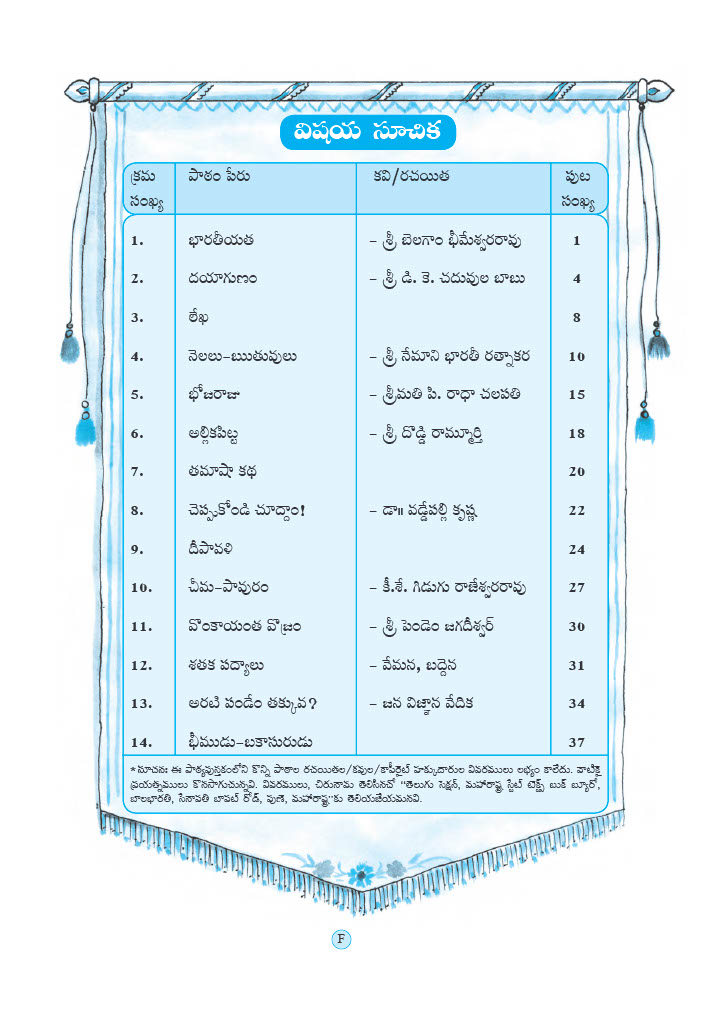 విషయ సూచిక
క్రమ సంఖ్య పాఠం పేరు కవి/రచయిత పుట సంఖ్య
1. భారతీయత – శ్రీ బెలగాం భీమేశ్వరరావు 1
2. దయాగుణం – శ్రీ డి. కె. చదువుల బాబు 4
3. లేఖ 8
4. నెలలు–ఋతువులు – శ్రీ నేమాని భారతీ రత్నాకర 10
5. భోజరాజు – శ్రీమతి పి. రాధా చలపతి 15
6. అల్లికపిట్ట – శ్రీ దొడ్డి రామ్మూర్తి 18
7. తమాషా కథ 20
8. చెప్పుకోండి చూద్దాం! – డా॥ వడ్డేపల్లి కృష్ణ 22
9. దీపావళి 24
10. చీమ–పావురం – కీ.శే. గిడుగు రాజేశ్వరరావు 27
11. వొంకాయంత వొజ్రం – శ్రీ పెండెం జగదీశ్వర్ 30
12. శతక పద్యాలు – వేమన, బద్దెన 31
13. అరటి పండేం తక్కువ? – జన విజ్ఞాన వేదిక 34
14. భీముడు–బకాసురుడు 37
*సూచన: ఈ పాఠ్యపుస్తకంలోని కొన్ని పాఠాల రచయితల/కవుల/కాపీరైట్ హక్కుదారుల వివరములు లభ్యం కాలేదు. వాటికై
ప్రయత్నములు కొనసాగుచున్నవి. వివరములు, చిరునామ తెలిసినచో "తెలుగు సెక్షన్, మహారాష్ట్ర స్టేట్ టెక్స్ట్ బుక్ బ్యూరో,
బాలభారతి, సేనాపతి బాపట్ రోడ్, పుణె, మహారాష్ట్ర"కు తెలియజేయమనవి.
F